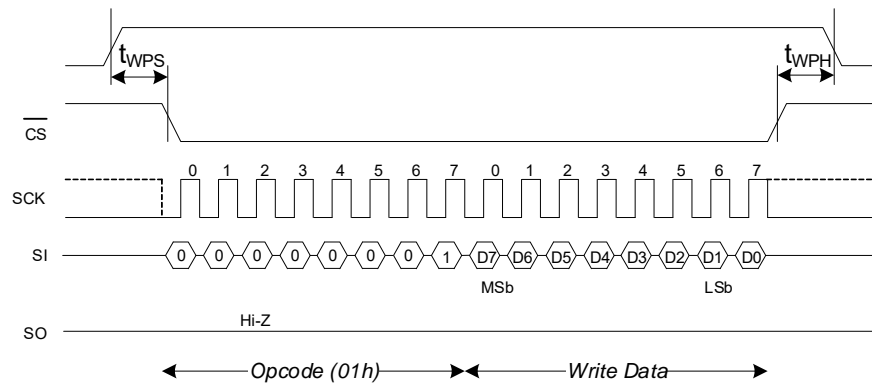 tWPS
tWPH
CS
0 1 2 3 4 5 6 7 0 1 2 3 4 5 6 7
SCK
SI 0 0 0 0 0 0 0 1 D7 D6 D5 D4 D3 D2 D1 D0
MSb LSb
Hi-Z
SO
Opcode (01h) Write Data